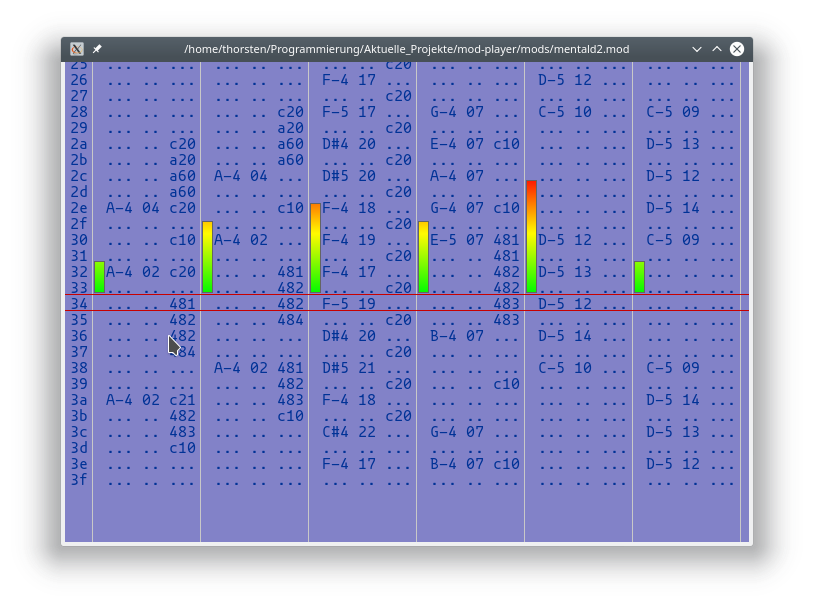 /home/thorsten/Programmierung/Aktuelle_Projekte/mod-player/mods/mentald2.mod
25 ... .. ... ... .. ... ... .. c20 ... .. ... ... .. ... ... .. ...
26 ... .. ... ... .. ... F-4 17 ... ... .. ... D-5 12 ... ... .. ...
27 ... .. ... ... .. ... ... .. c20 ... .. ... ... .. ... ... .. ...
28 ... .. ... ... .. c20 F-5 17 ... G-4 07 ... C-5 10 ... C-5 09 ...
29 ... .. ... ... .. a20 ... .. c20 ... .. ... ... .. ... ... .. ...
2a ... .. c20 ... .. a60 D#4 20 ... E-4 07 c10 ... .. ... D-5 13 ...
2b ... .. a20 ... .. a60 ... .. c20 ... .. ... ... .. ... ... .. ...
2c ... .. a60 A-4 04 ... D#5 20 ... A-4 07 ... ... .. ... D-5 12 ...
2d ... .. a60 ... .. ... ... .. c20 ... .. ... ... .. ... ... .. ...
2e A-4 04 c20 ... .. c10 F-4 18 ... G-4 07 c10 ... .. ... D-5 14 ...
2f ... .. ... ... .. ... ... .. c20 ... .. ... ... .. ... ... .. ...
30 ... .. c10 A-4 02 ... F-4 19 ... E-5 07 481 D-5 12 ... C-5 09 ...
31 ... .. ... ... .. ... ... .. c20 ... .. 481 ... .. ... ... .. ...
32 A-4 02 c20 ... .. 481 F-4 17 ... ... .. 482 D-5 13 ... ... .. ...
33 ... .. ... ... .. 482 ... .. c20 ... .. 482 ... .. ... ... .. ...
34 ... .. 481 ... .. 482 F-5 19 ... ... .. 483 D-5 12 ... ... .. ...
35 ... .. 482 ... .. 484 ... .. c20 ... .. 483 ... .. ... ... .. ...
36 ... .. 482 ... .. ... D#4 20 ... B-4 07 ... D-5 14 ... ... .. ...
37 ... .. 484 ... .. ... ... .. c20 ... .. ... ... .. ... ... .. ...
38 ... .. ... A-4 02 481 D#5 21 ... ... .. ... C-5 10 ... C-5 09 ...
39 ... .. ... ... .. 482 ... .. c20 ... .. c10 ... .. ... ... .. ...
3a A-4 02 c21 ... .. 483 F-4 18 ... ... .. ... ... .. ... D-5 14 ...
3b ... .. 482 ... .. c10 ... .. c20 ... .. ... ... .. ... ... .. ...
3c ... .. 483 ... .. ... C#4 22 ... G-4 07 ... ... .. ... D-5 13 ...
3d ... .. c10 ... .. ... ... .. ... ... .. ... ... .. ... ... .. ...
3e ... .. ... ... .. ... F-4 17 ... B-4 07 c10 ... .. ... D-5 12 ...
3f ... .. ... ... .. ... ... .. ... ... .. ... ... .. ... ... .. ...